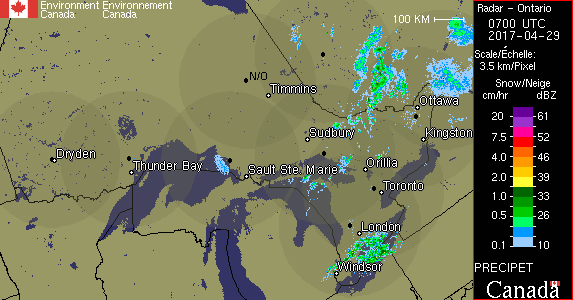 Environment Environnement
Canada Canada
100 KM
N/O
Timmins
Ottawa
Sudbury
Kingston
Dryden
Thunder Bay
Sault Ste. Marie
Orillia
Toronto
London
Windsor
Radar - Ontario
0700 UTC
2017-04-29
Scale/Échelle:
3.5 km/Pixel
Snow/Neige
cm/hr dBZ
20 61
7.5 52
4.0 46
2.0 39
1.0 33
0.5 26
0.1 10
PRECIPET
Canada